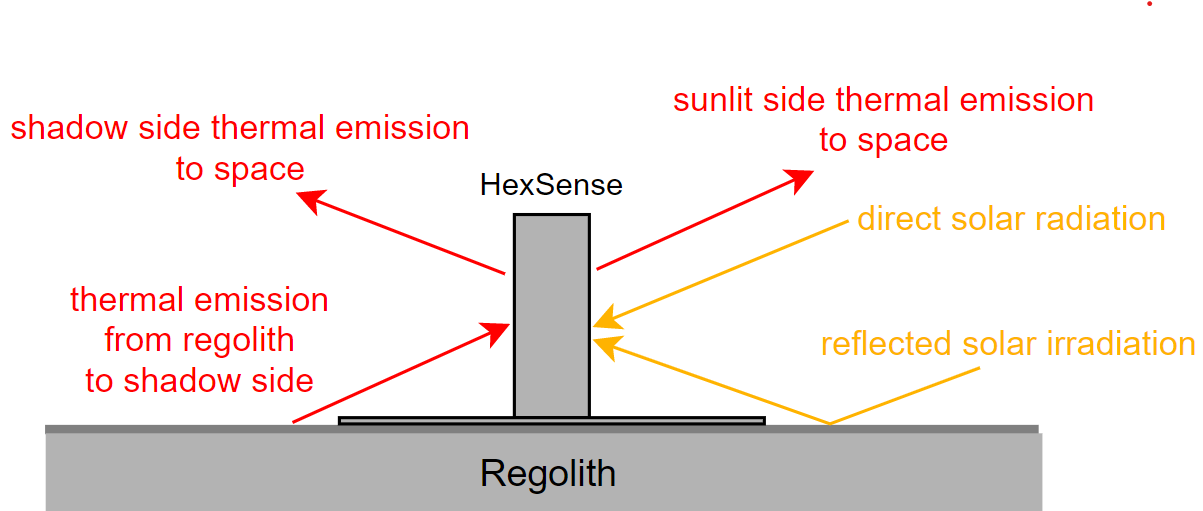 shadow side thermal emission
to space
sunlit side thermal emission
to space
HexSense
direct solar radiation
thermal emission
from regolith
to shadow side
reflected solar irradiation
Regolith